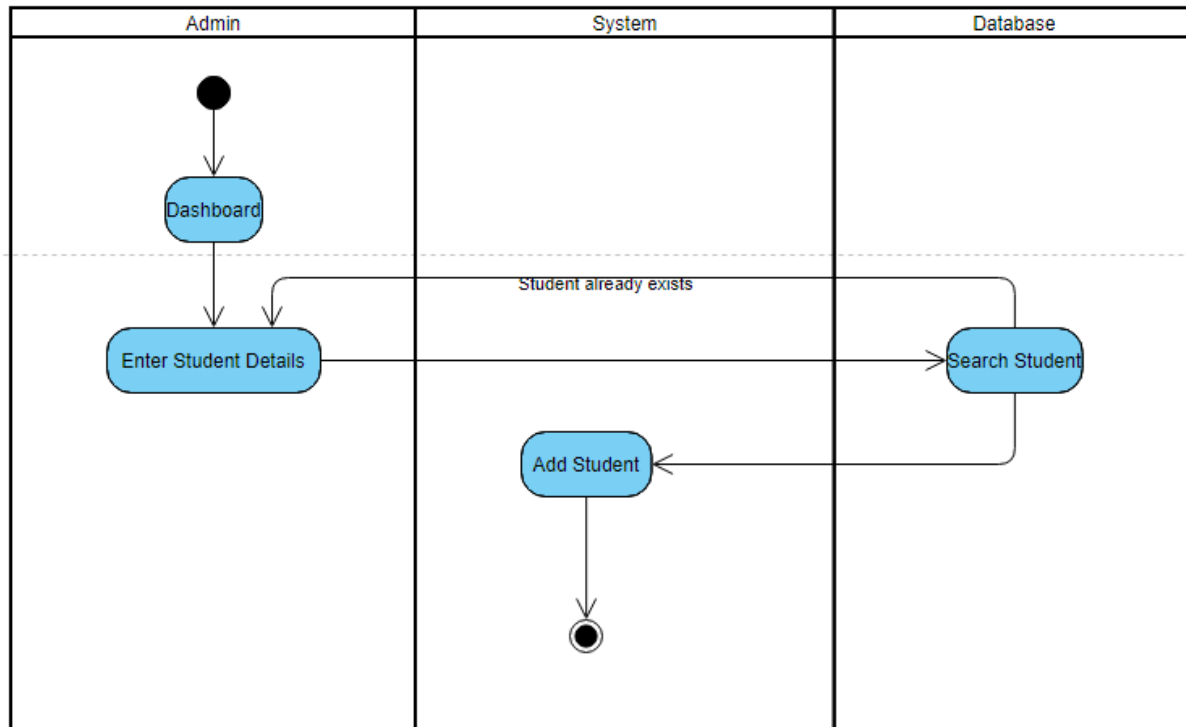 Admin
System
Database
Dashboard
Student already exists
Enter Student Details
Search Student
Add Student